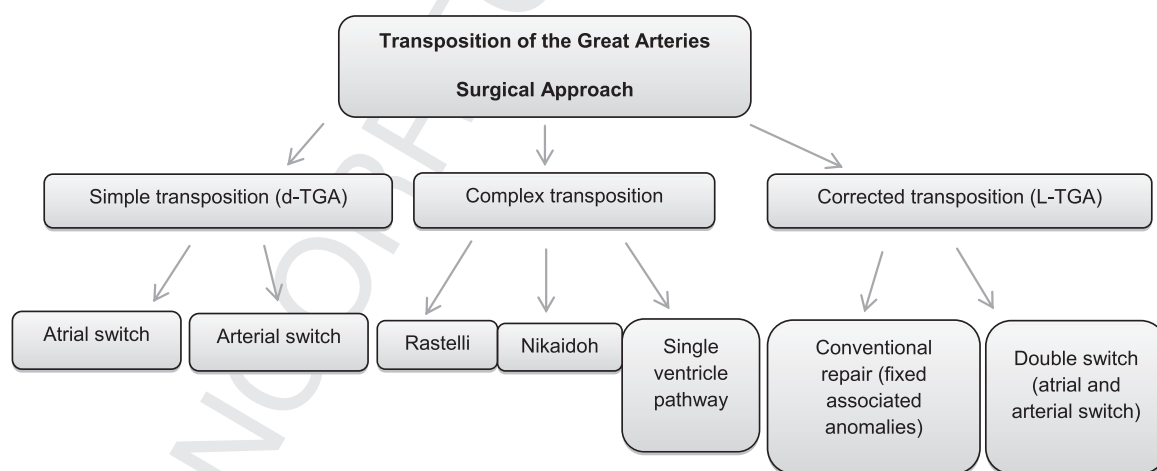 Transposition of the Great Arteries
Surgical Approach
Simple transposition (d-TGA)
Complex transposition
Corrected transposition (L-TGA)
Atrial switch
Arterial switch
Rastelli
Nikaidoh
Single
ventricle
pathway
Conventional
repair (fixed
associated
anomalies)
Double switch
(atrial and
arterial switch)